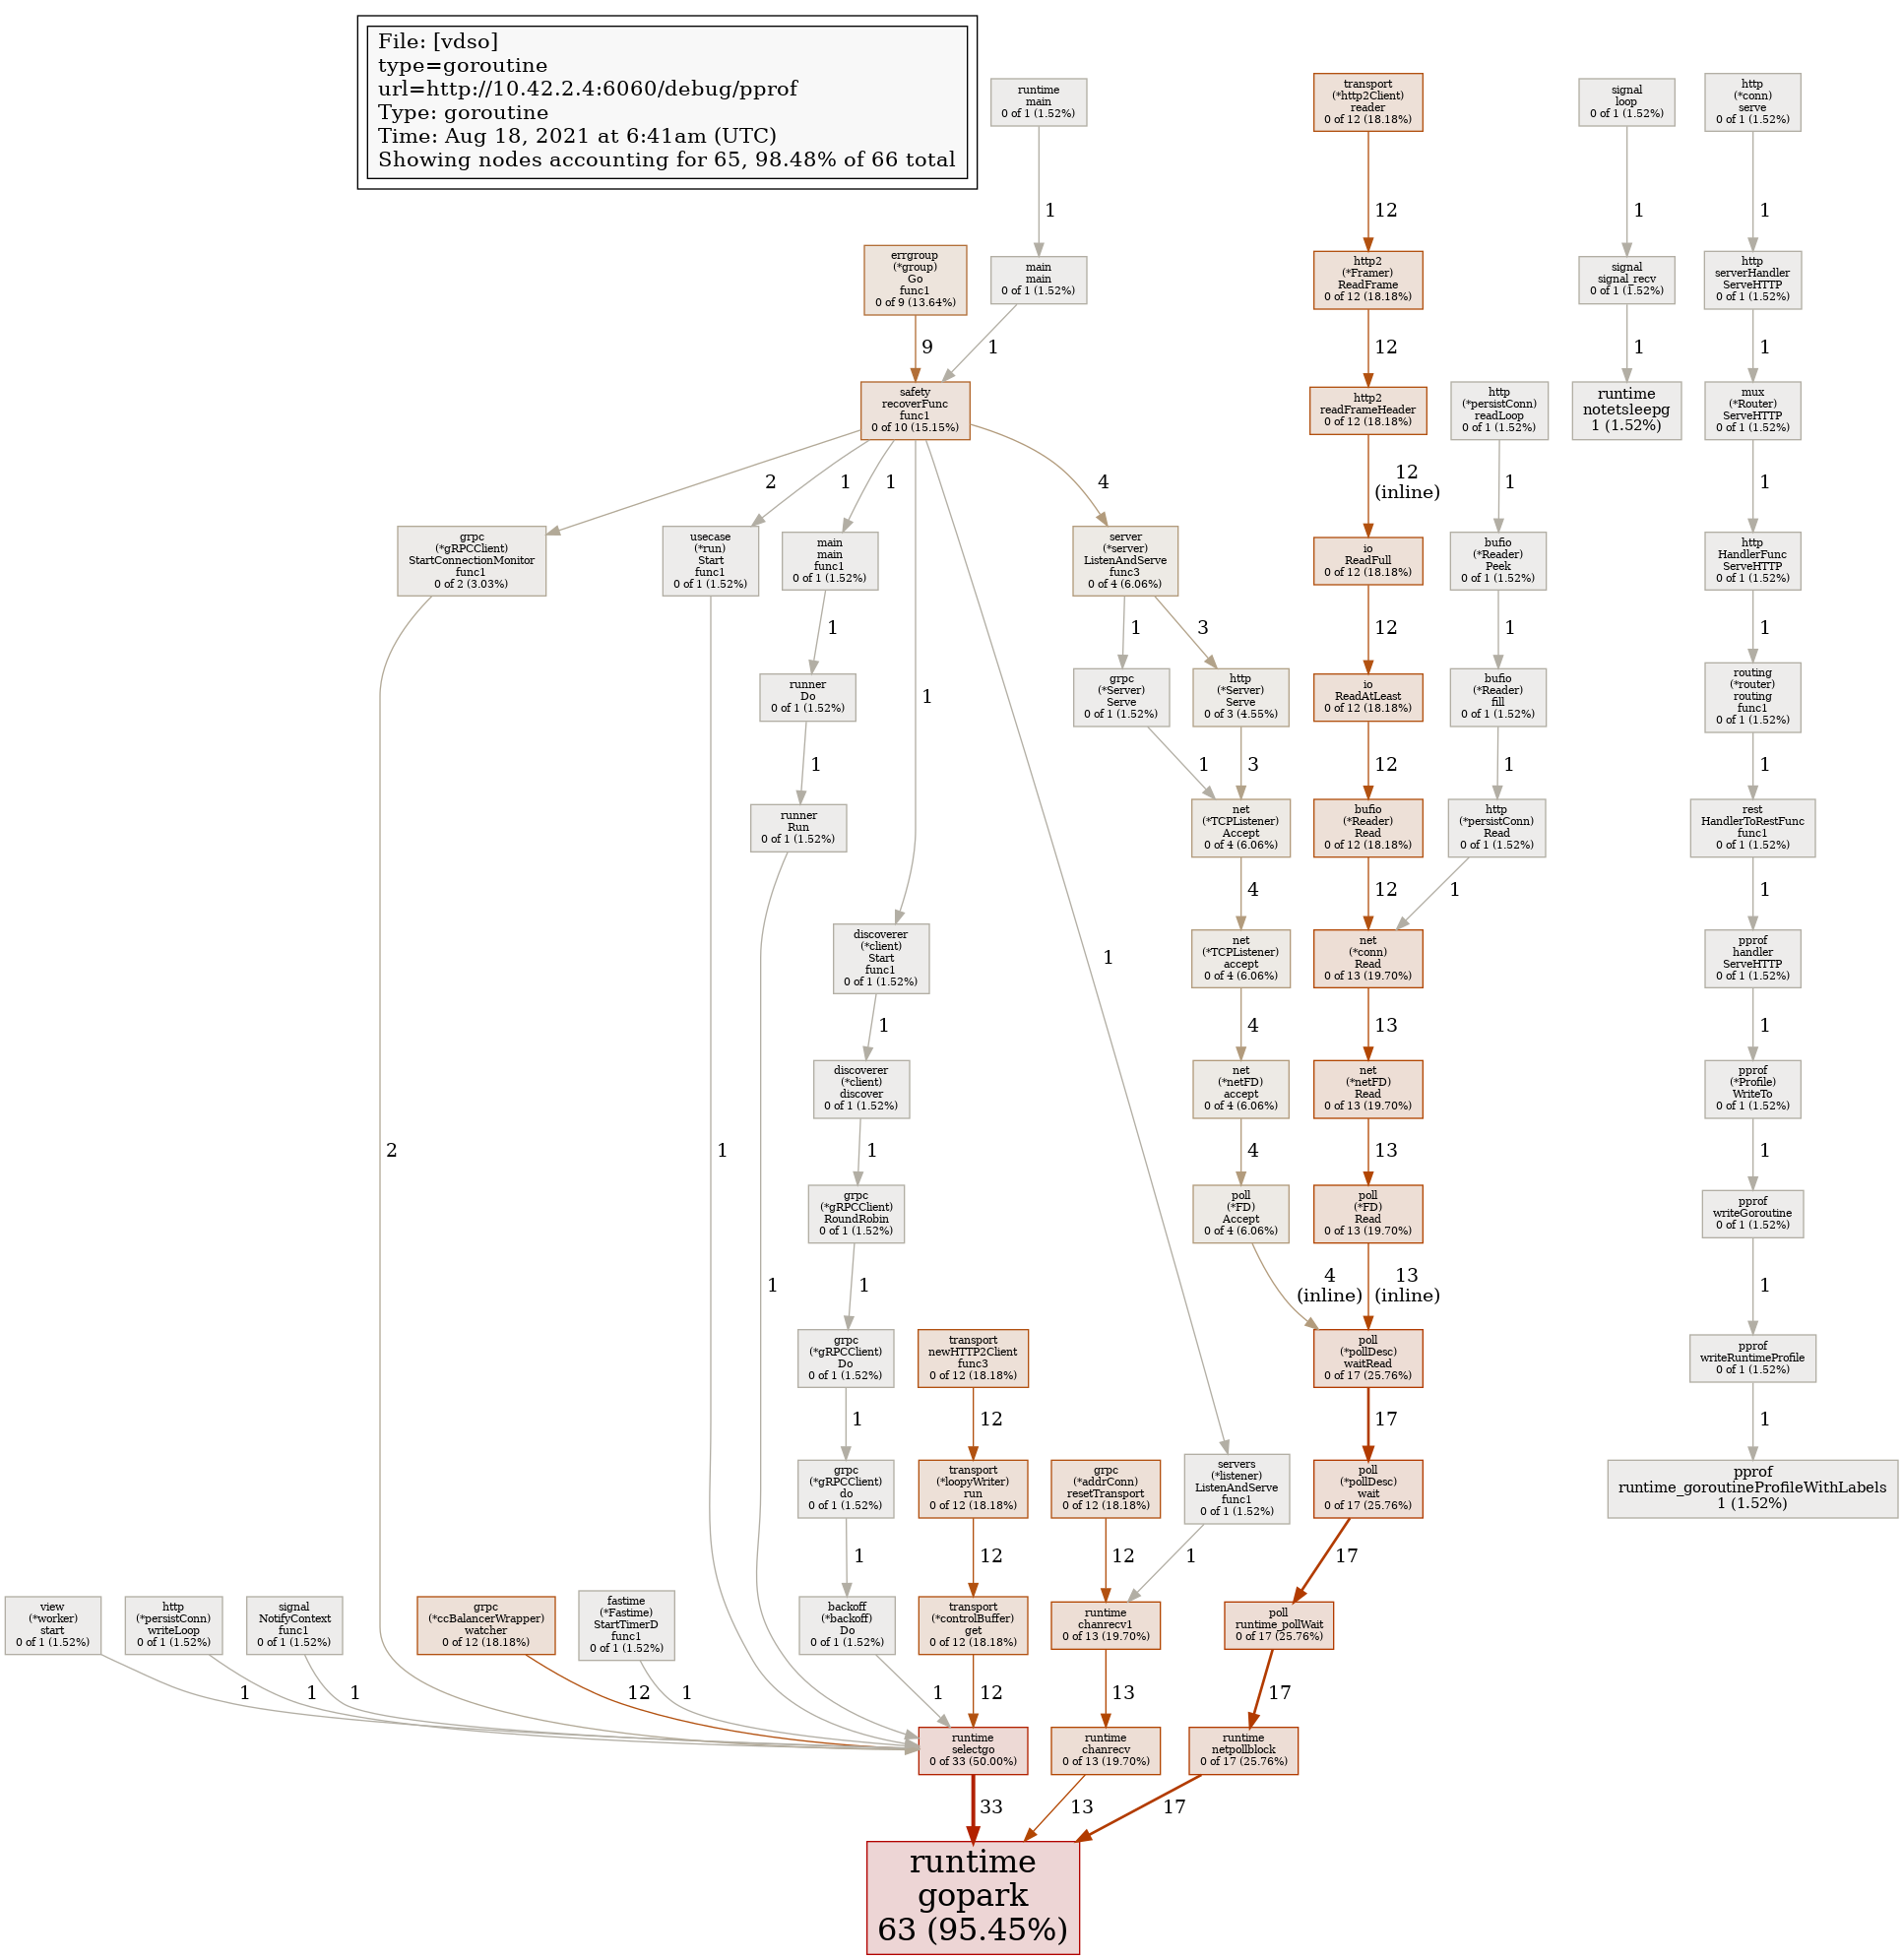 File: [vdso]
type=goroutine
url=http://10.42.2.4:6060/debug/pprof
Type: goroutine
Time: Aug 18, 2021 at 6:41am (UTC)
Showing nodes accounting for 65, 98.48% of 66 total
runtime
main
0 of 1 (1.52%)
transport
(*http2Client)
reader
0 of 12 (18.18%)
signal
loop
0 of 1 (1.52%)
http
(*conn)
serve
0 of 1 (1.52%)
1
12
1
1
errgroup
(*group)
Go
func1
0 of 9 (13.64%)
main
main
0 of 1 (1.52%)
http2
(*Framer)
ReadFrame
0 of 12 (18.18%)
signal
signal_recv
0 of 1 (1.52%)
http
serverHandler
ServeHTTP
0 of 1 (1.52%)
9
1
12
1
1
safety
recoverFunc
func1
0 of 10 (15.15%)
http2
readFrameHeader
0 of 12 (18.18%)
http
(*persistConn)
readLoop
0 of 1 (1.52%)
runtime
notetsleepg
1 (1.52%)
mux
(*Router)
ServeHTTP
0 of 1 (1.52%)
2
1
1
4
12
(inline)
1
1
grpc
(*gRPCClient)
StartConnectionMonitor
func1
0 of 2 (3.03%)
usecase
(*run)
Start
func1
0 of 1 (1.52%)
main
main
func1
0 of 1 (1.52%)
server
(*server)
ListenAndServe
func3
0 of 4 (6.06%)
io
ReadFull
0 of 12 (18.18%)
bufio
(*Reader)
Peek
0 of 1 (1.52%)
http
HandlerFunc
ServeHTTP
0 of 1 (1.52%)
1
1
3
12
1
1
runner
Do
0 of 1 (1.52%)
1
grpc
(*Server)
Serve
0 of 1 (1.52%)
http
(*Server)
Serve
0 of 3 (4.55%)
io
ReadAtLeast
0 of 12 (18.18%)
bufio
(*Reader)
fill
0 of 1 (1.52%)
routing
(*router)
routing
func1
0 of 1 (1.52%)
1
1
3
12
1
1
runner
Run
0 of 1 (1.52%)
net
(*TCPListener)
Accept
0 of 4 (6.06%)
bufio
(*Reader)
Read
0 of 12 (18.18%)
http
(*persistConn)
Read
0 of 1 (1.52%)
rest
HandlerToRestFunc
func1
0 of 1 (1.52%)
4
12
1
1
discoverer
(*client)
Start
func1
0 of 1 (1.52%)
1
net
(*TCPListener)
accept
0 of 4 (6.06%)
net
(*conn)
Read
0 of 13 (19.70%)
pprof
handler
ServeHTTP
0 of 1 (1.52%)
1
4
13
1
discoverer
(*client)
discover
0 of 1 (1.52%)
net
(*netFD)
accept
0 of 4 (6.06%)
net
(*netFD)
Read
0 of 13 (19.70%)
pprof
(*Profile)
WriteTo
0 of 1 (1.52%)
2
1
1
4
13
1
grpc
(*gRPCClient)
RoundRobin
0 of 1 (1.52%)
poll
(*FD)
Accept
0 of 4 (6.06%)
poll
(*FD)
Read
0 of 13 (19.70%)
pprof
writeGoroutine
0 of 1 (1.52%)
1
1
4
(inline)
13
(inline)
1
grpc
(*gRPCClient)
Do
0 of 1 (1.52%)
transport
newHTTP2Client
func3
0 of 12 (18.18%)
poll
(*pollDesc)
waitRead
0 of 17 (25.76%)
pprof
writeRuntimeProfile
0 of 1 (1.52%)
1
12
17
1
grpc
(*gRPCClient)
do
0 of 1 (1.52%)
transport
(*loopyWriter)
run
0 of 12 (18.18%)
grpc
(*addrConn)
resetTransport
0 of 12 (18.18%)
servers
(*listener)
ListenAndServe
func1
0 of 1 (1.52%)
poll
(*pollDesc)
wait
0 of 17 (25.76%)
pprof
runtime_goroutineProfileWithLabels
1 (1.52%)
1
12
12
1
17
view
(*worker)
start
0 of 1 (1.52%)
http
(*persistConn)
writeLoop
0 of 1 (1.52%)
signal
NotifyContext
func1
0 of 1 (1.52%)
grpc
(*ccBalancerWrapper)
watcher
0 of 12 (18.18%)
fastime
(*Fastime)
StartTimerD
func1
0 of 1 (1.52%)
backoff
(*backoff)
Do
0 of 1 (1.52%)
transport
(*controlBuffer)
get
0 of 12 (18.18%)
runtime
chanrecv1
0 of 13 (19.70%)
poll
runtime_pollWait
0 of 17 (25.76%)
1
1
1
12
1
1
12
13
17
runtime
selectgo
0 of 33 (50.00%)
runtime
chanrecv
0 of 13 (19.70%)
runtime
netpollblock
0 of 17 (25.76%)
33
13
17
runtime
gopark
63 (95.45%)